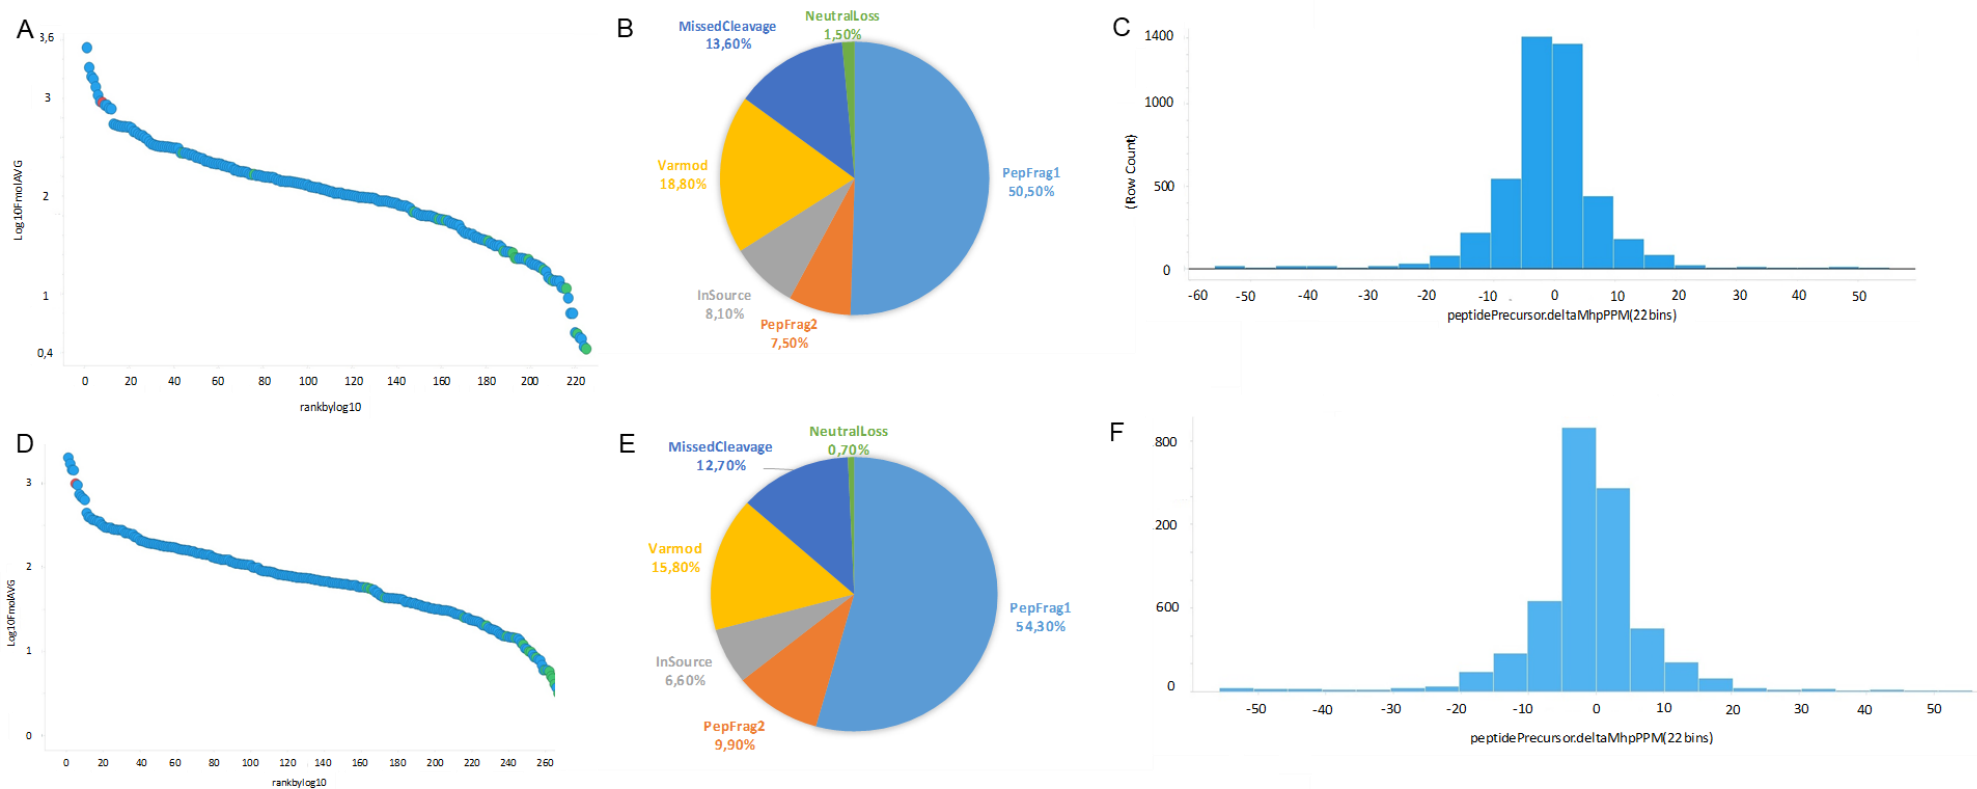 A
3,6
3
2
1
0,4
Log10FmolAVG
0 20 40 60 80 100 120 140 160 180 200 220
rankbylog10
B
NeutralLoss
1,50%
MissedCleavage
13,60%
Varmod
18,80%
InSource
8,10%
PepFrag2
7,50%
PepFrag1
50,50%
C
1400
1000
500
0
(Row Count)
-60 -50 -40 -30 -20 -10 0 10 20 30 40 50
peptidePrecursor.deltaMhpPPM(22bins)
D
3
2
1
0
Log10FmolAVG
0 20 40 60 80 100 120 140 160 180 200 220 240 260
rankbylog10
E
NeutralLoss
0,70%
MissedCleavage
12,70%
Varmod
15,80%
InSource
6,60%
PepFrag2
9,90%
PepFrag1
54,30%
F
800
200
600
0
-50 -40 -30 -20 -10 0 10 20 30 40 50
peptidePrecursor.deltaMhpPPM(22bins)